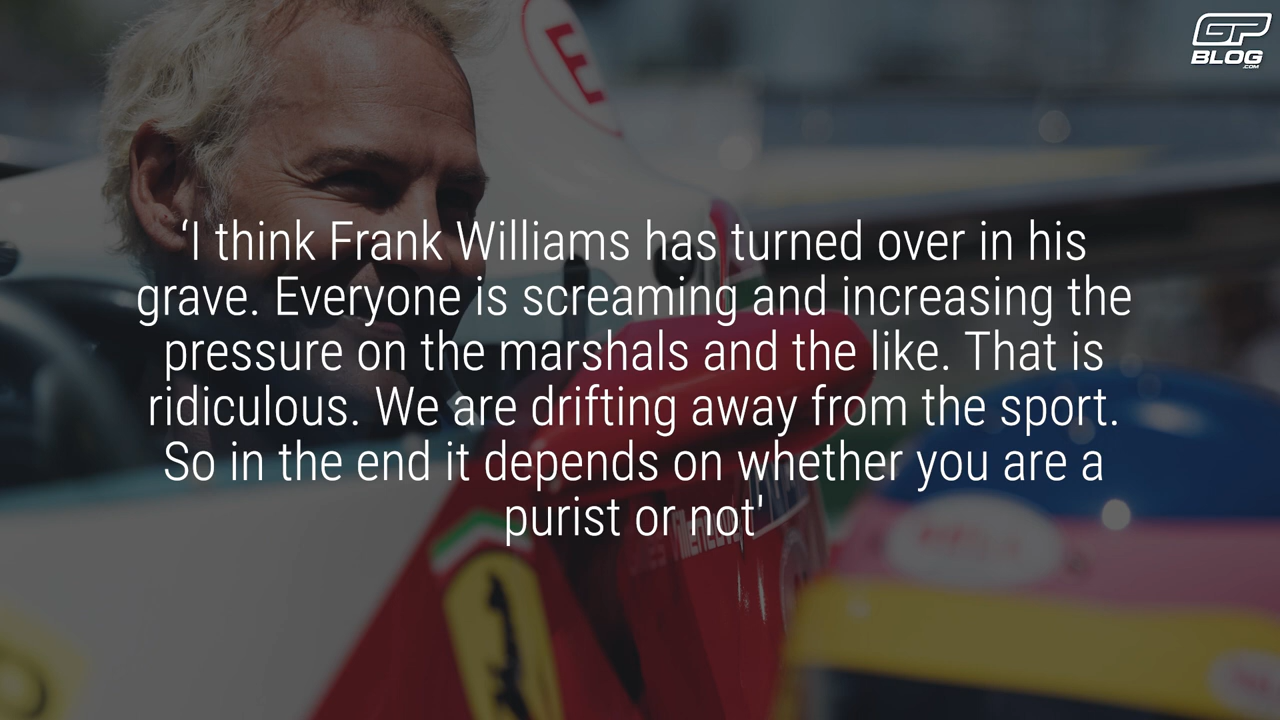 GP
BLOG
.COM
‘I think Frank Williams has turned over in his
grave. Everyone is screaming and increasing the
pressure on the marshals and the like. That is
ridiculous. We are drifting away from the sport.
So in the end it depends on whether you are a
purist or not'